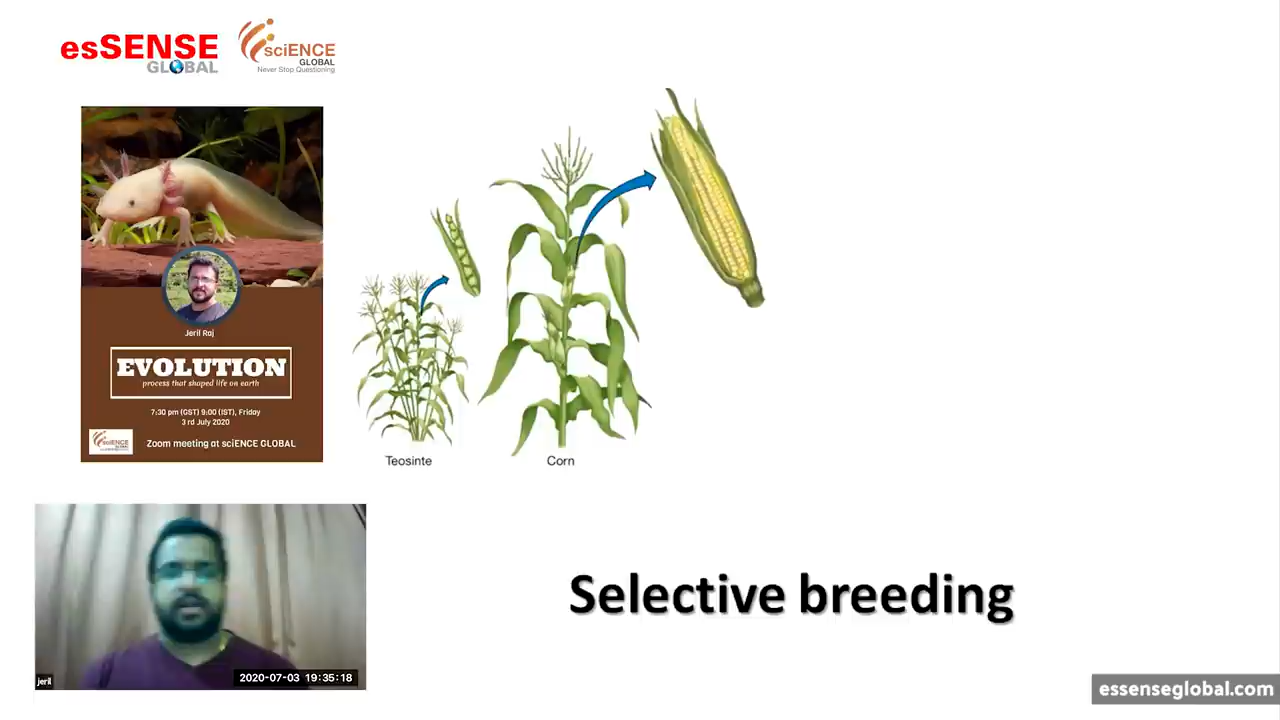 esSENSE
GLOBAL
sciENCE
GLOBAL
Never Stop Questioning
Jeril Raj
EVOLUTION
process that shaped life on earth
7:30 pm (GST) 9:00 (IST), Friday
3 rd July 2020
sciENCE
Zoom meeting at sciENCE GLOBAL
Teosinte
Corn
Selective breeding
jeril
2020-07-03 19:35:18
essenseglobal.com